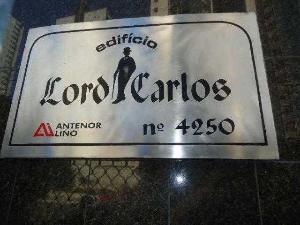 edifício
Lord Carlos
ANTENOR
LINO
nº 4250